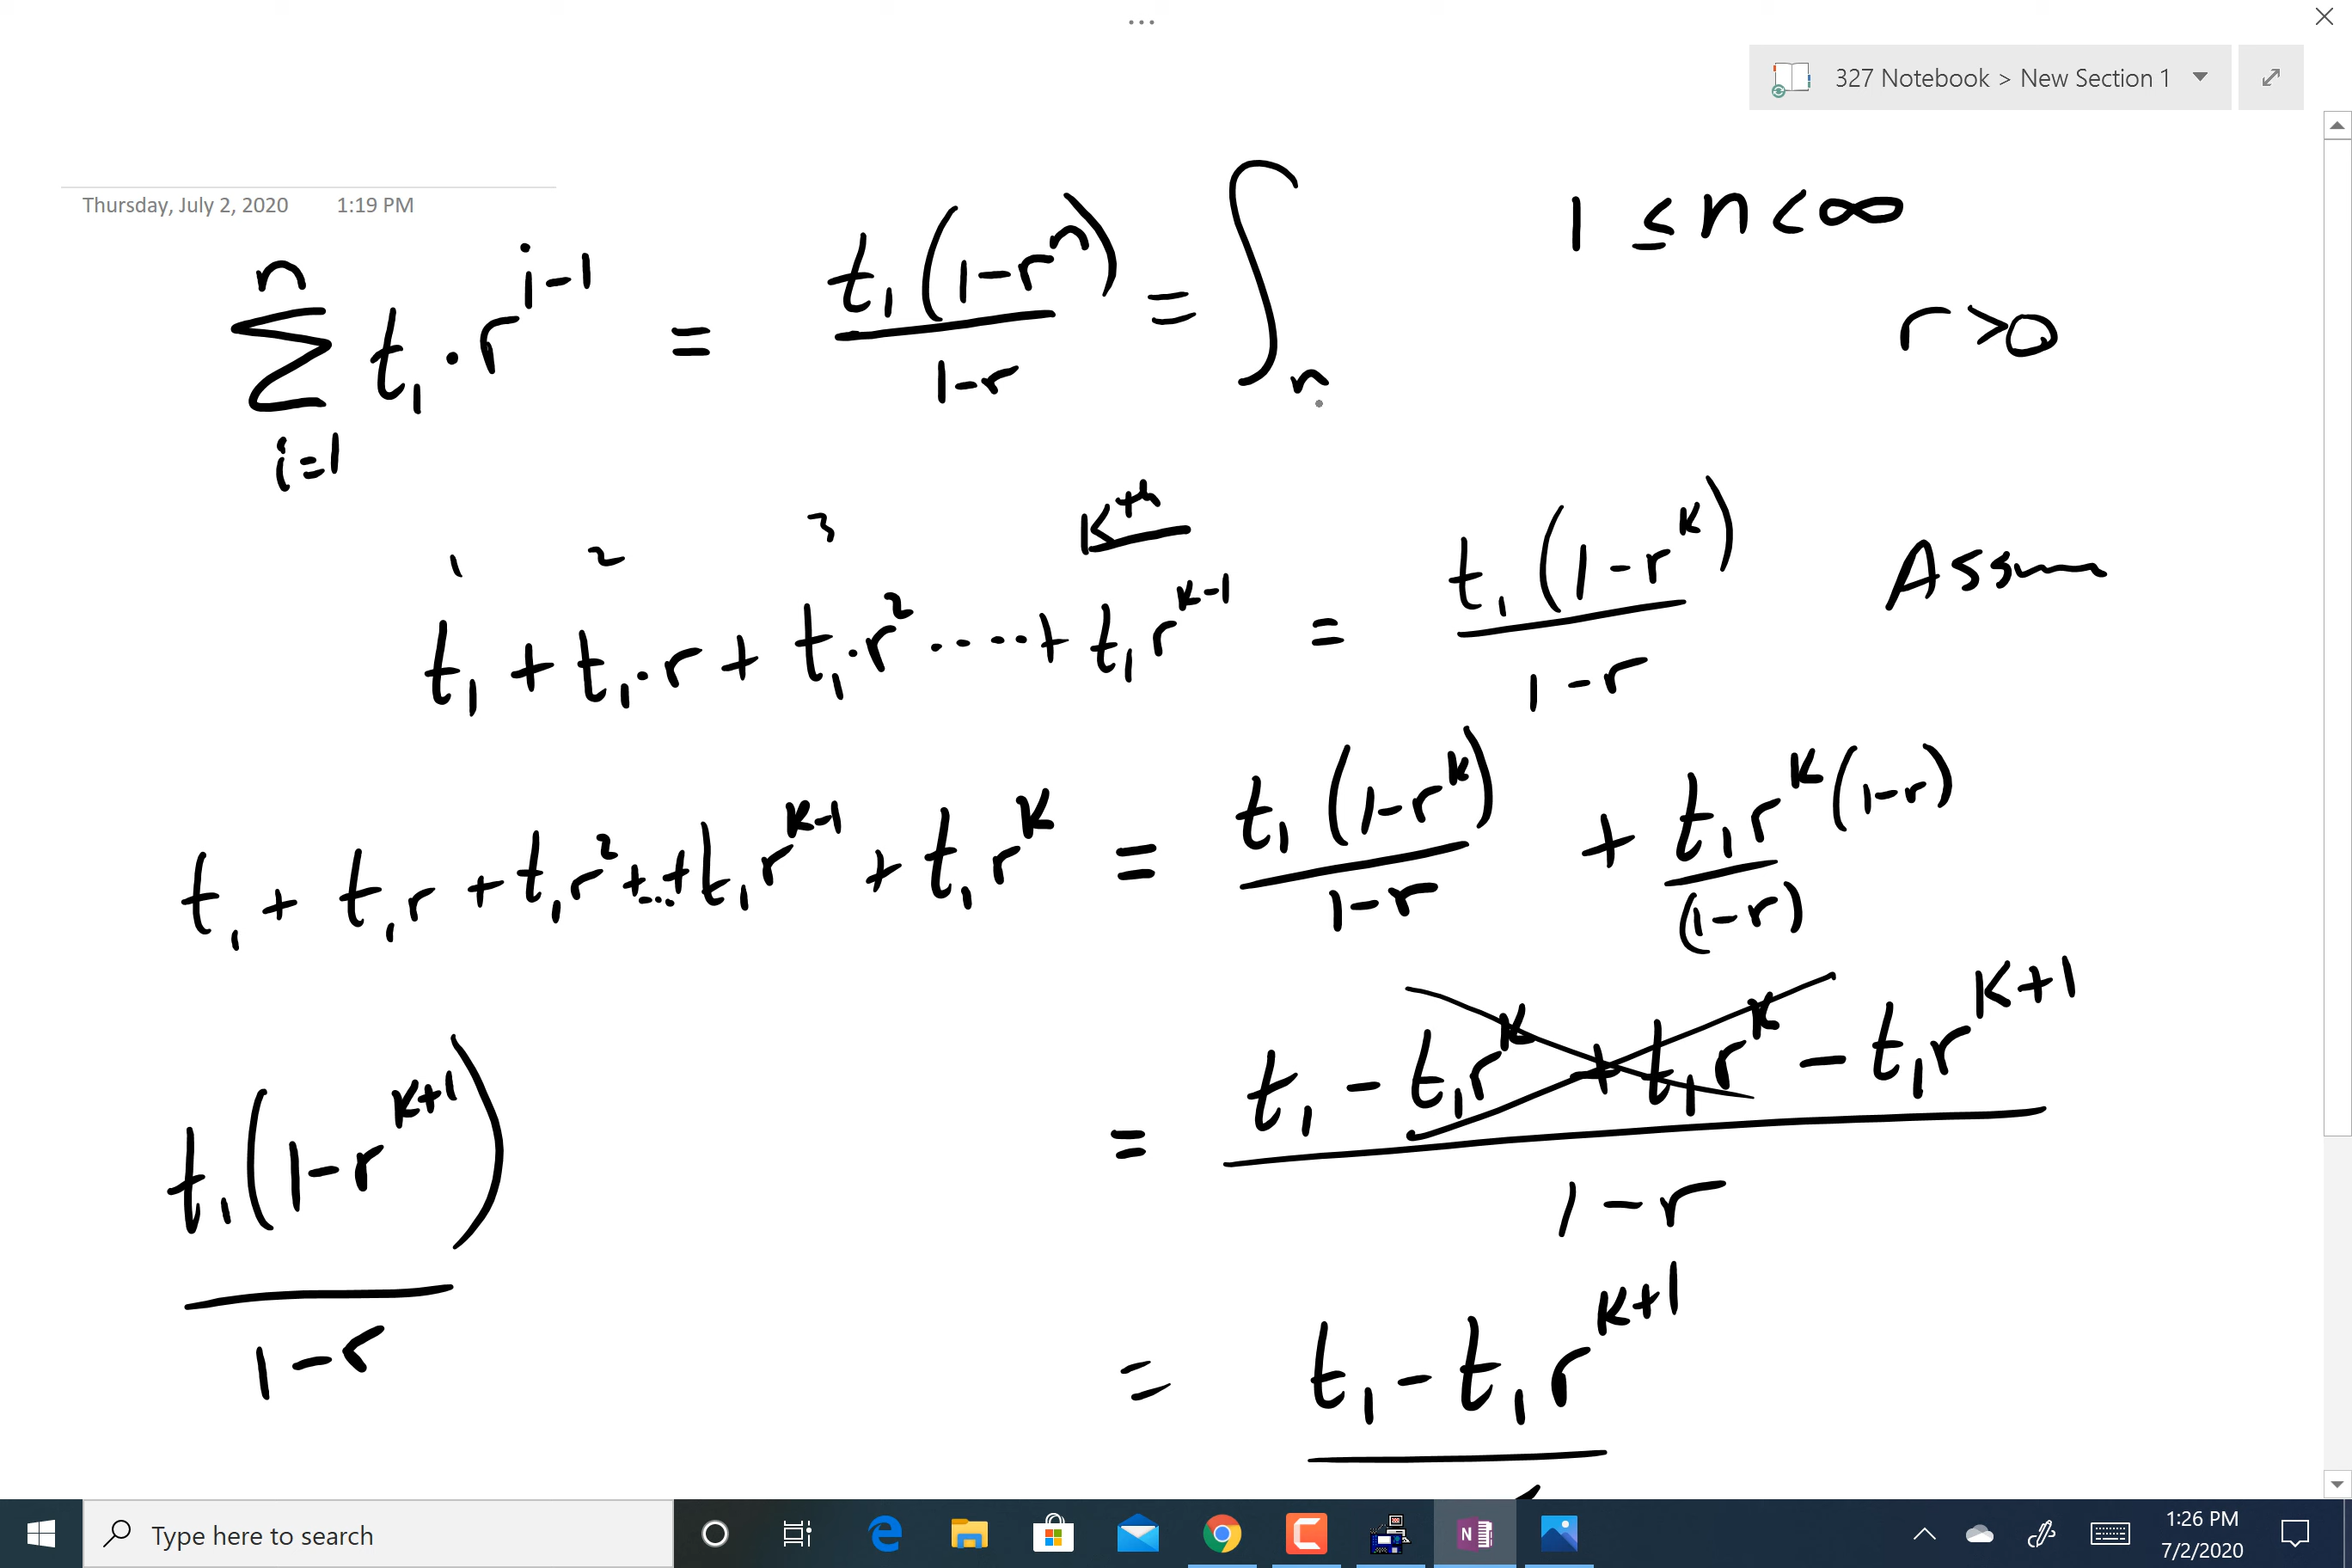 ...
327 Notebook > New Section 1
Thursday, July 2, 2020 1:19 PM
n
∑ t₁ · r^(i-1) = t₁(1-r^n) / (1-r) = ∫n 1 ≤ n < ∞
i=1
r > 0
1 2 3 K^th
t₁ + t₁·r + t₁·r² ····+ t₁r^(K-1) = t₁(1-r^K) / (1-r)
t₁ + t₁r + t₁r² +...+ t₁r^(K-1) + t₁r^K = t₁(1-r^K) / (1-r) + t₁r^K(1-r) / (1-r)
= (t₁ - t₁r^K + t₁r^K - t₁r^(K+1)) / (1-r)
t₁(1-r^(K+1)) / (1-r)
= t₁ - t₁r^(K+1)
Type here to search
1:26 PM
7/2/2020